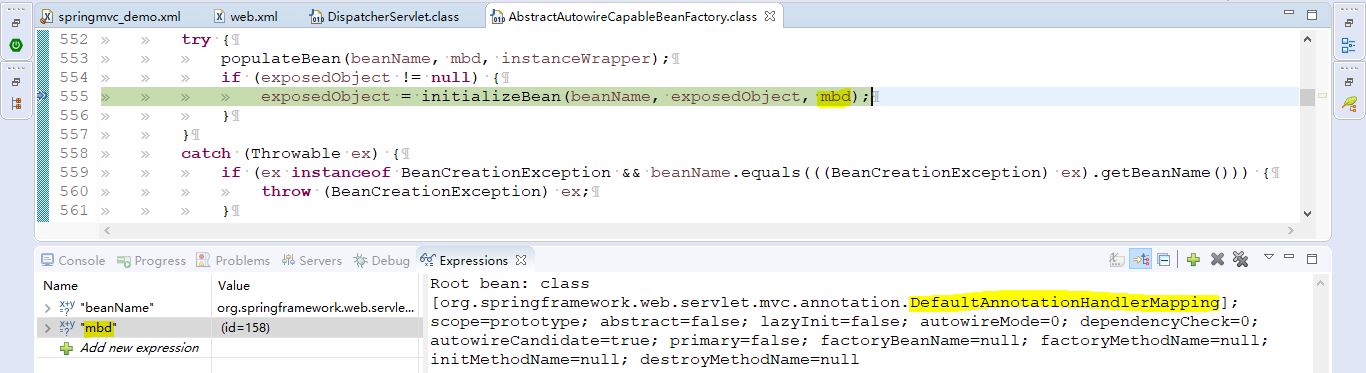 springmvc_demo.xml web.xml DispatcherServlet.class AbstractAutowireCapableBeanFactory.class
552 » » try {¶
553 » » » populateBean(beanName, mbd, instanceWrapper);¶
554 » » » if (exposedObject != null) {¶
555 » » » » exposedObject = initializeBean(beanName, exposedObject, mbd);¶
556 » » » }¶
557 » » }¶
558 » » catch (Throwable ex) {¶
559 » » » if (ex instanceof BeanCreationException && beanName.equals(((BeanCreationException) ex).getBeanName())) {¶
560 » » » » throw (BeanCreationException) ex;¶
561 » » » }¶
Console Progress Problems Servers Debug Expressions
Name Value
"beanName" org.springframework.web.servle...
"mbd" (id=158)
Add new expression
Root bean: class
[org.springframework.web.servlet.mvc.annotation.DefaultAnnotationHandlerMapping];
scope=prototype; abstract=false; lazyInit=false; autowireMode=0; dependencyCheck=0;
autowireCandidate=true; primary=false; factoryBeanName=null; factoryMethodName=null;
initMethodName=null; destroyMethodName=null